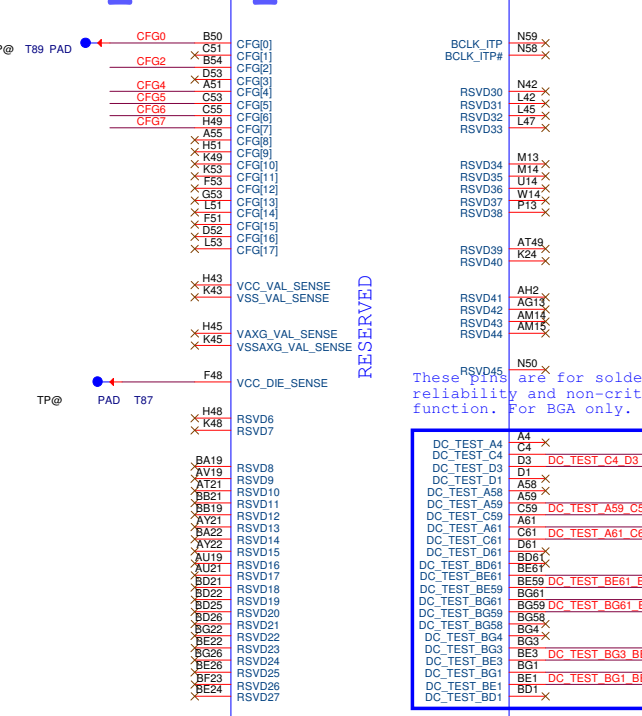 P@ T89 PAD
CFG0 B50 CFG[0]
C51 CFG[1]
CFG2 B54 CFG[2]
D53 CFG[3]
CFG4 A51 CFG[4]
CFG5 C53 CFG[5]
CFG6 C55 CFG[6]
CFG7 H49 CFG[7]
A55 CFG[8]
H51 CFG[9]
K49 CFG[10]
K53 CFG[11]
F53 CFG[12]
G53 CFG[13]
L51 CFG[14]
F51 CFG[15]
D52 CFG[16]
L53 CFG[17]
H43 VCC_VAL_SENSE
K43 VSS_VAL_SENSE
H45 VAXG_VAL_SENSE
K45 VSSAXG_VAL_SENSE
F48 VCC_DIE_SENSE
TP@ PAD T87
H48 RSVD6
K48 RSVD7
BA19 RSVD8
AV19 RSVD9
AT21 RSVD10
BB21 RSVD11
BB19 RSVD12
AY21 RSVD13
BA22 RSVD14
AY22 RSVD15
AU19 RSVD16
AU21 RSVD17
BD21 RSVD18
BD22 RSVD19
BD25 RSVD20
BD26 RSVD21
BG22 RSVD22
BE22 RSVD23
BG26 RSVD24
BE26 RSVD25
BF23 RSVD26
BE24 RSVD27
RESERVED
BCLK_ITP N59
BCLK_ITP# N58
RSVD30 N42
RSVD31 L42
RSVD32 L45
RSVD33 L47
RSVD34 M13
RSVD35 M14
RSVD36 U14
RSVD37 W14
RSVD38 P13
RSVD39 AT49
RSVD40 K24
RSVD41 AH2
RSVD42 AG13
RSVD43 AM14
RSVD44 AM15
RSVD45 N50
These pins are for solde
reliability and non-crit
function. For BGA only.
DC_TEST_A4 A4
DC_TEST_C4 C4
DC_TEST_D3 D3 DC_TEST_C4_D3
DC_TEST_D1 D1
DC_TEST_A58 A58
DC_TEST_A59 A59
DC_TEST_C59 C59 DC_TEST_A59_C5
DC_TEST_A61 A61
DC_TEST_C61 C61 DC_TEST_A61_C6
DC_TEST_D61 D61
DC_TEST_BD61 BD61
DC_TEST_BE61 BE61
DC_TEST_BE59 BE59 DC_TEST_BE61_B
DC_TEST_BG61 BG61
DC_TEST_BG59 BG59 DC_TEST_BG61_B
DC_TEST_BG58 BG58
DC_TEST_BG4 BG4
DC_TEST_BG3 BG3
DC_TEST_BE3 BE3 DC_TEST_BG3_BE
DC_TEST_BG1 BG1
DC_TEST_BE1 BE1 DC_TEST_BG1_BE
DC_TEST_BD1 BD1